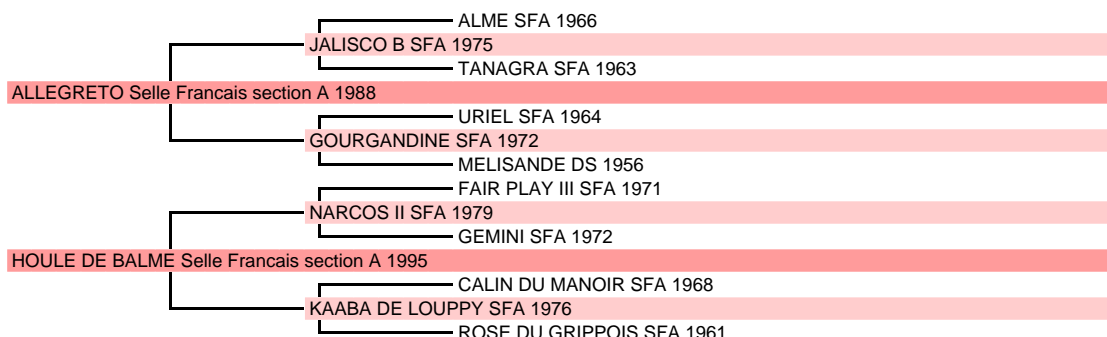 ALME SFA 1966
JALISCO B SFA 1975
TANAGRA SFA 1963
ALLEGRETO Selle Francais section A 1988
URIEL SFA 1964
GOURGANDINE SFA 1972
MELISANDE DS 1956
FAIR PLAY III SFA 1971
NARCOS II SFA 1979
GEMINI SFA 1972
HOULE DE BALME Selle Francais section A 1995
CALIN DU MANOIR SFA 1968
KAABA DE LOUPPY SFA 1976
ROSE DU GRIPPOIS SFA 1961